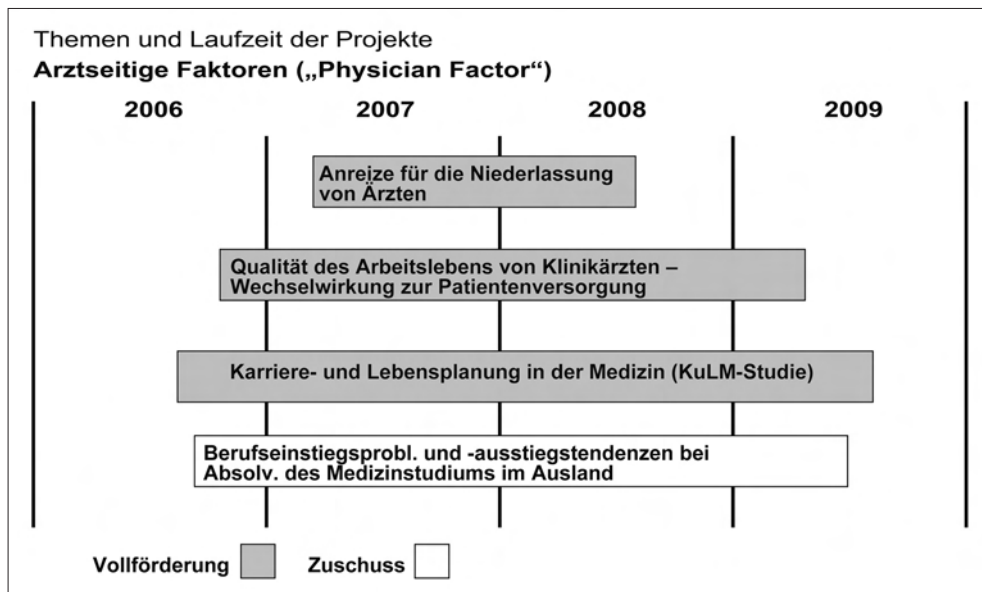 Themen und Laufzeit der Projekte
Arztseitige Faktoren („Physician Factor“)
2006 2007 2008 2009
Anreize für die Niederlassung
von Ärzten
Qualität des Arbeitslebens von Klinikärzten –
Wechselwirkung zur Patientenversorgung
Karriere- und Lebensplanung in der Medizin (KuLM-Studie)
Berufseinstiegsprobl. und -ausstiegstendenzen bei
Absolv. des Medizinstudiums im Ausland
Vollförderung Zuschuss